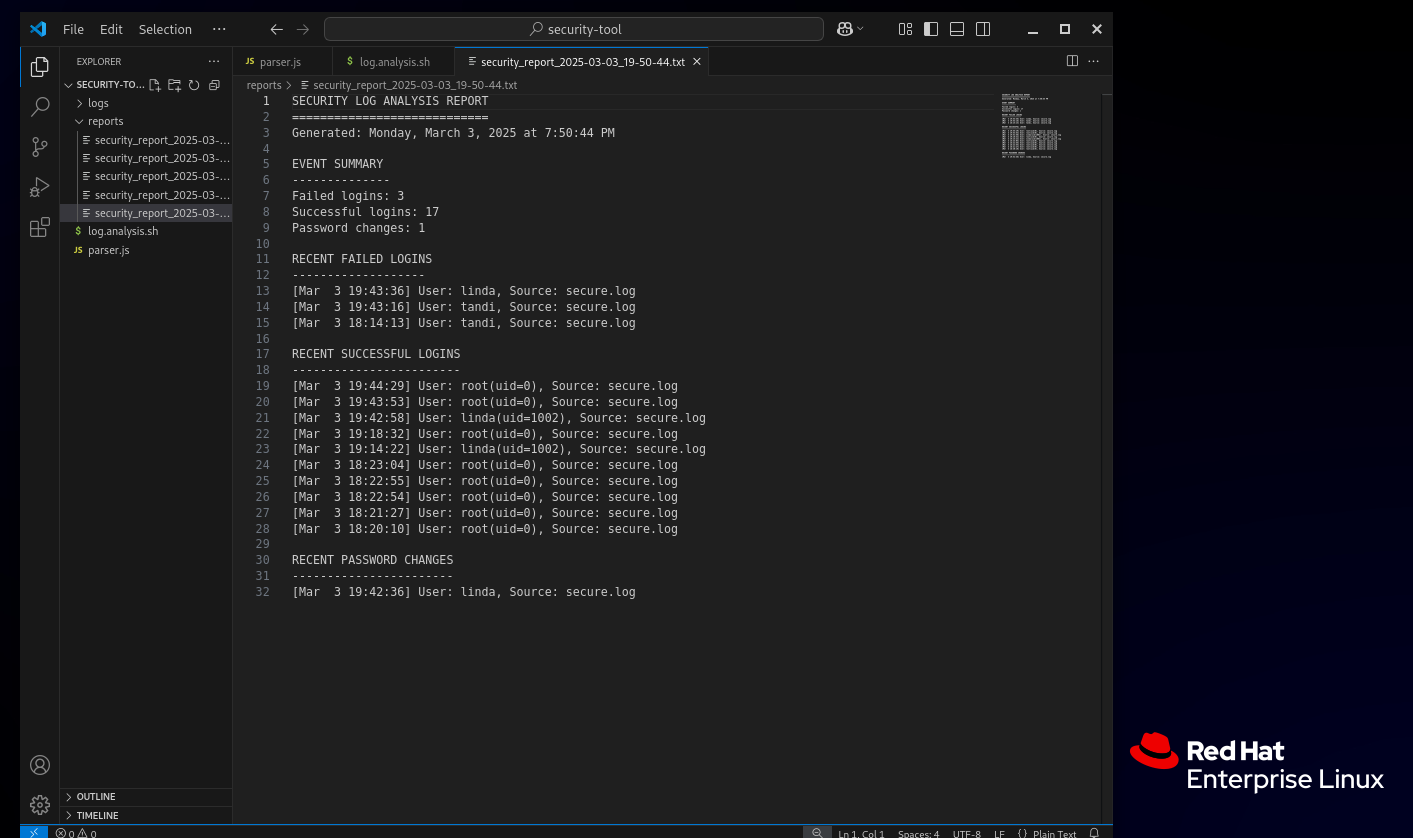 File Edit Selection ··· security-tool
EXPLORER ···
SECURITY-TO...
logs
reports
security_report_2025-03-...
security_report_2025-03-...
security_report_2025-03-...
security_report_2025-03-...
security_report_2025-03-...
$ log.analysis.sh
JS parser.js
OUTLINE
TIMELINE
JS parser.js $ log.analysis.sh security_report_2025-03-03_19-50-44.txt
reports > security_report_2025-03-03_19-50-44.txt
1 SECURITY LOG ANALYSIS REPORT
2 ============================
3 Generated: Monday, March 3, 2025 at 7:50:44 PM
4
5 EVENT SUMMARY
6 --------------
7 Failed logins: 3
8 Successful logins: 17
9 Password changes: 1
10
11 RECENT FAILED LOGINS
12 -------------------
13 [Mar  3 19:43:36] User: linda, Source: secure.log
14 [Mar  3 19:43:16] User: tandi, Source: secure.log
15 [Mar  3 18:14:13] User: tandi, Source: secure.log
16
17 RECENT SUCCESSFUL LOGINS
18 ------------------------
19 [Mar  3 19:44:29] User: root(uid=0), Source: secure.log
20 [Mar  3 19:43:53] User: root(uid=0), Source: secure.log
21 [Mar  3 19:42:58] User: linda(uid=1002), Source: secure.log
22 [Mar  3 19:18:32] User: root(uid=0), Source: secure.log
23 [Mar  3 19:14:22] User: linda(uid=1002), Source: secure.log
24 [Mar  3 18:23:04] User: root(uid=0), Source: secure.log
25 [Mar  3 18:22:55] User: root(uid=0), Source: secure.log
26 [Mar  3 18:22:54] User: root(uid=0), Source: secure.log
27 [Mar  3 18:21:27] User: root(uid=0), Source: secure.log
28 [Mar  3 18:20:10] User: root(uid=0), Source: secure.log
29
30 RECENT PASSWORD CHANGES
31 -----------------------
32 [Mar  3 19:42:36] User: linda, Source: secure.log
0 0 Ln 1, Col 1 Spaces: 4 UTF-8 LF {} Plain Text
Red Hat
Enterprise Linux